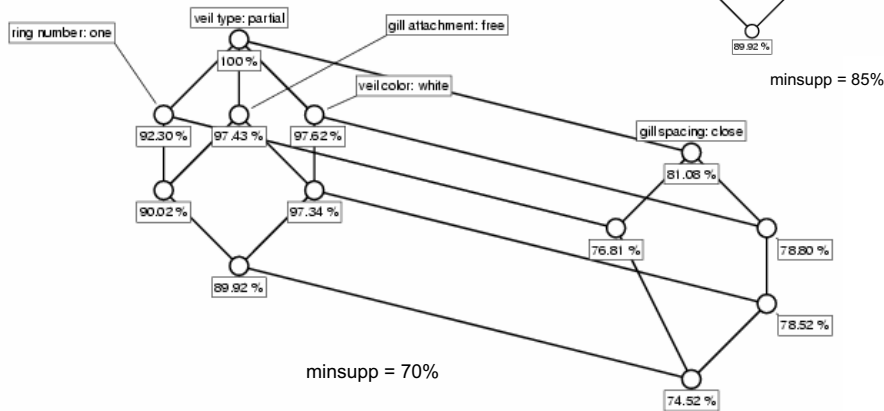 veil type: partial
ring number: one
gill attachment: free
100 %
89.92 %
minsupp = 85%
veil color: white
92.30 %
97.43 %
97.62 %
gill spacing: close
81.08 %
90.02 %
97.34 %
76.81 %
78.80 %
89.92 %
78.52 %
minsupp = 70%
74.52 %